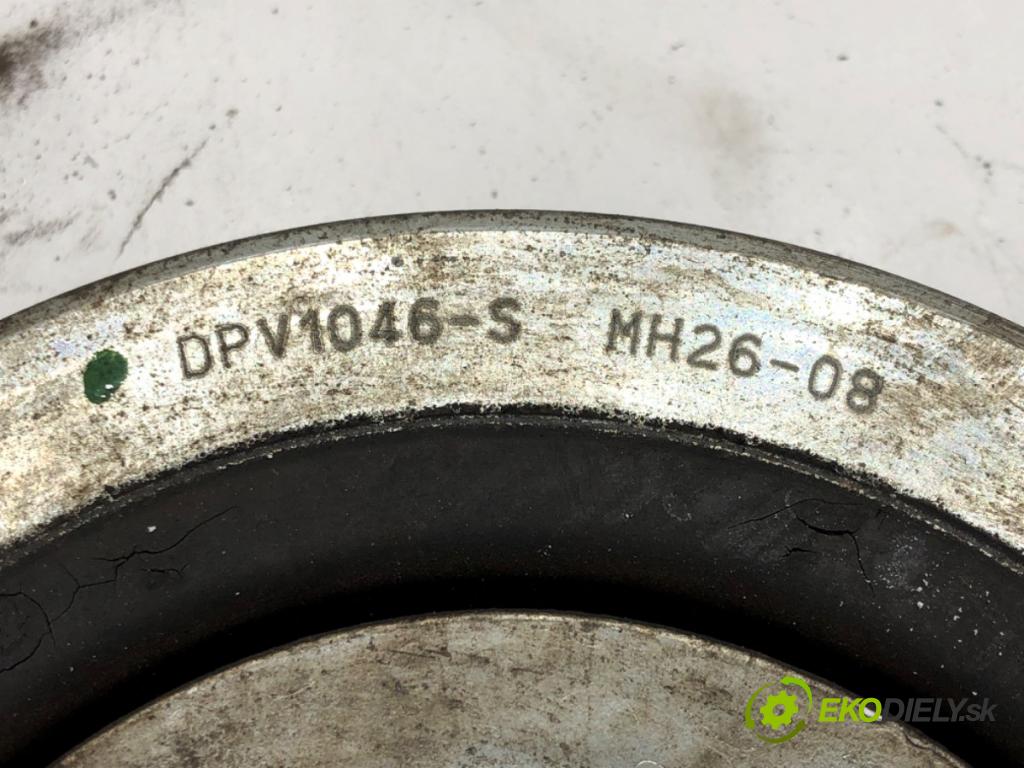 DPV1046-S MH26-08
EKODIELY.sk